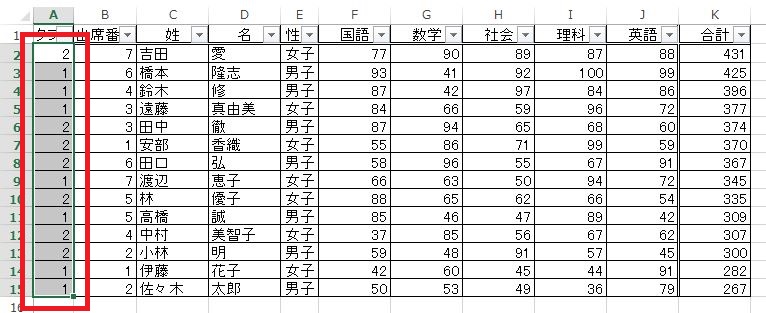 A B C D E F G H I J K
1 クラ 出席番 姓 名 性 国語 数学 社会 理科 英語 合計
2 2 7 吉田 愛 女子 77 90 89 87 88 431
3 1 6 橋本 隆志 男子 93 41 92 100 99 425
4 1 4 鈴木 修 男子 87 42 97 84 86 396
5 1 3 遠藤 真由美 女子 84 66 59 96 72 377
6 2 3 田中 徹 男子 87 94 65 68 60 374
7 2 1 安部 香織 女子 55 86 71 99 59 370
8 2 6 田口 弘 男子 58 96 55 67 91 367
9 1 7 渡辺 恵子 女子 66 63 50 94 72 345
10 2 5 林 優子 女子 88 65 62 66 54 335
11 1 5 高橋 誠 男子 85 46 47 89 42 309
12 2 4 中村 美智子 女子 37 85 56 67 62 307
13 2 2 小林 明 男子 59 48 91 57 45 300
14 1 1 伊藤 花子 女子 42 60 45 44 91 282
15 1 2 佐々木 太郎 男子 50 53 49 36 79 267
16